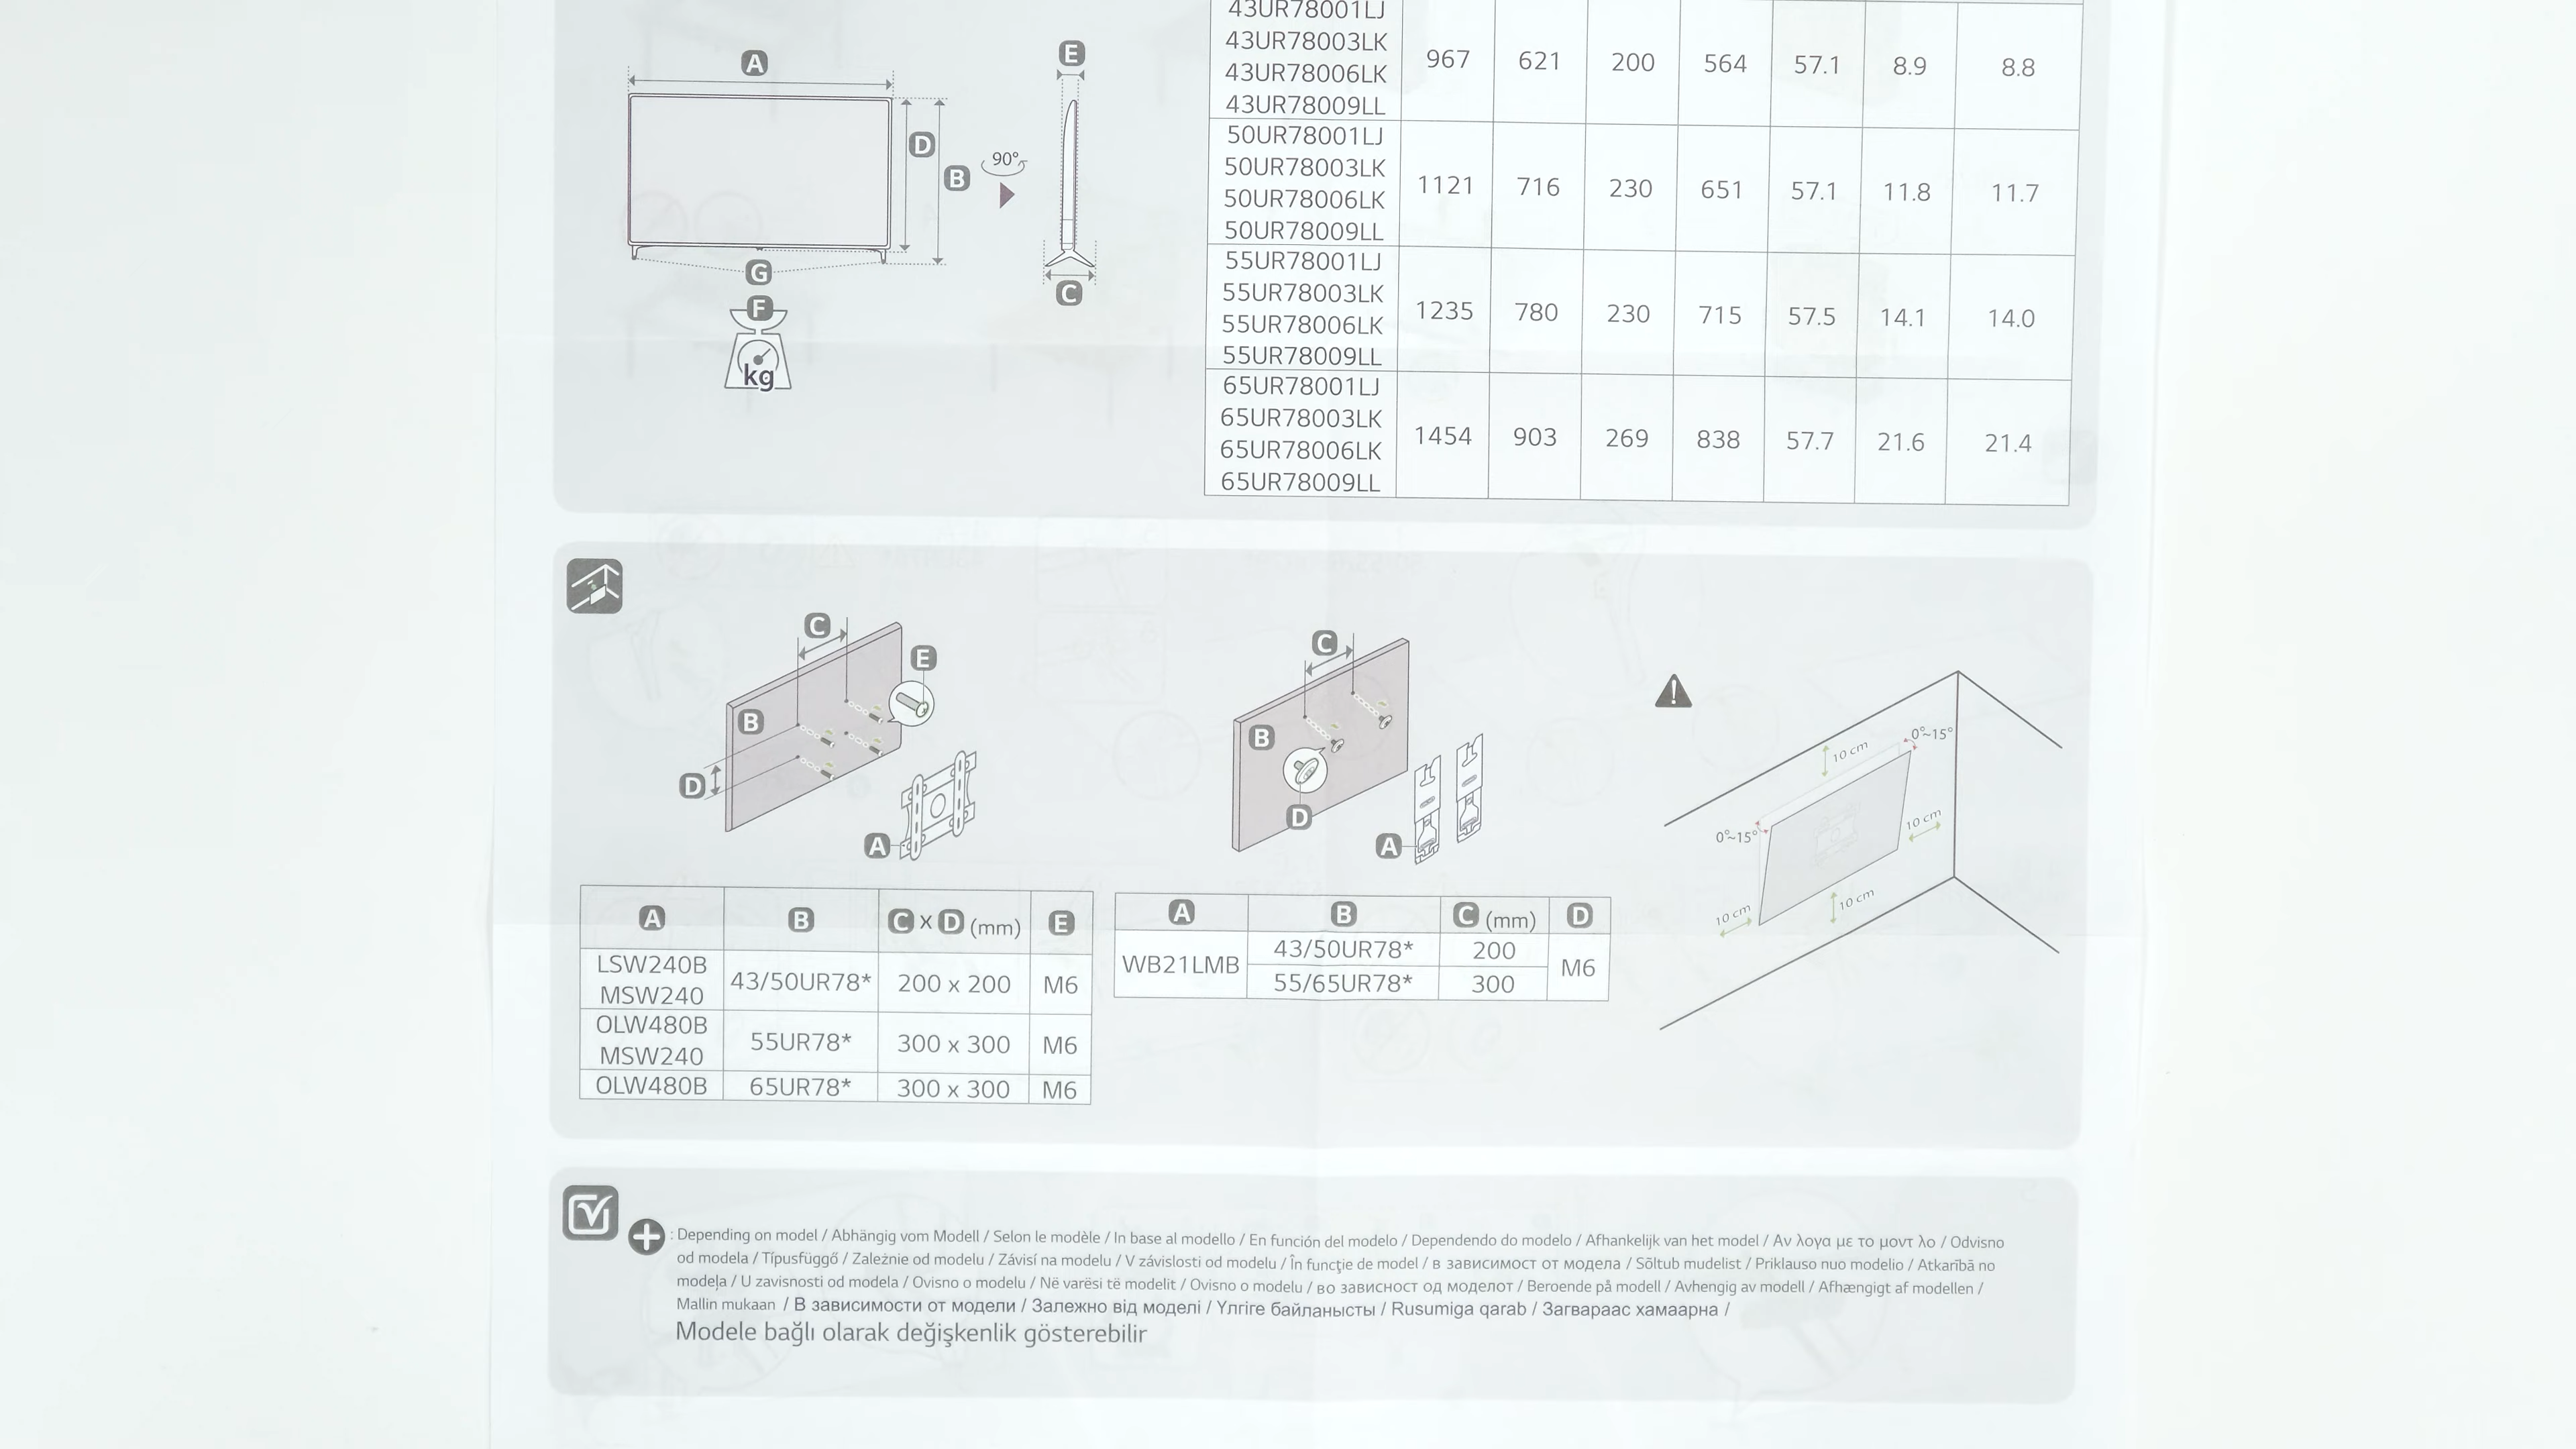 A
E
D
B
90°
G
C
F
kg
43UR78001LJ
43UR78003LK
43UR78006LK
43UR78009LL
967 621 200 564 57.1 8.9 8.8
50UR78001LJ
50UR78003LK
50UR78006LK
50UR78009LL
1121 716 230 651 57.1 11.8 11.7
55UR78001LJ
55UR78003LK
55UR78006LK
55UR78009LL
1235 780 230 715 57.5 14.1 14.0
65UR78001LJ
65UR78003LK
65UR78006LK
65UR78009LL
1454 903 269 838 57.7 21.6 21.4
C
E
B
D
A
A B C x D (mm) E
LSW240B
MSW240
43/50UR78* 200 x 200 M6
OLW480B
MSW240
55UR78* 300 x 300 M6
OLW480B 65UR78* 300 x 300 M6
C
B
D
A
A B C (mm) D
WB21LMB
43/50UR78* 200
55/65UR78* 300
M6
!
10 cm
0°~15°
0°~15°
10 cm
10 cm
10 cm
: Depending on model / Abhängig vom Modell / Selon le modèle / In base al modello / En función del modelo / Dependendo do modelo / Afhankelijk van het model / Αν λογα με το μοντ λο / Odvisno
od modela / Típusfüggő / Zależnie od modelu / Závisí na modelu / V závislosti od modelu / În funcţie de model / в зависимост от модела / Sõltub mudelist / Priklauso nuo modelio / Atkarībā no
modeļa / U zavisnosti od modela / Ovisno o modelu / Në varësi të modelit / Ovisno o modelu / во зависност од моделот / Beroende på modell / Avhengig av modell / Afhængigt af modellen /
Mallin mukaan / В зависимости от модели / Залежно від моделі / Үлгіге байланысты / Rusumiga qarab / Загвараас хамаарна /
Modele bağlı olarak değişkenlik gösterebilir